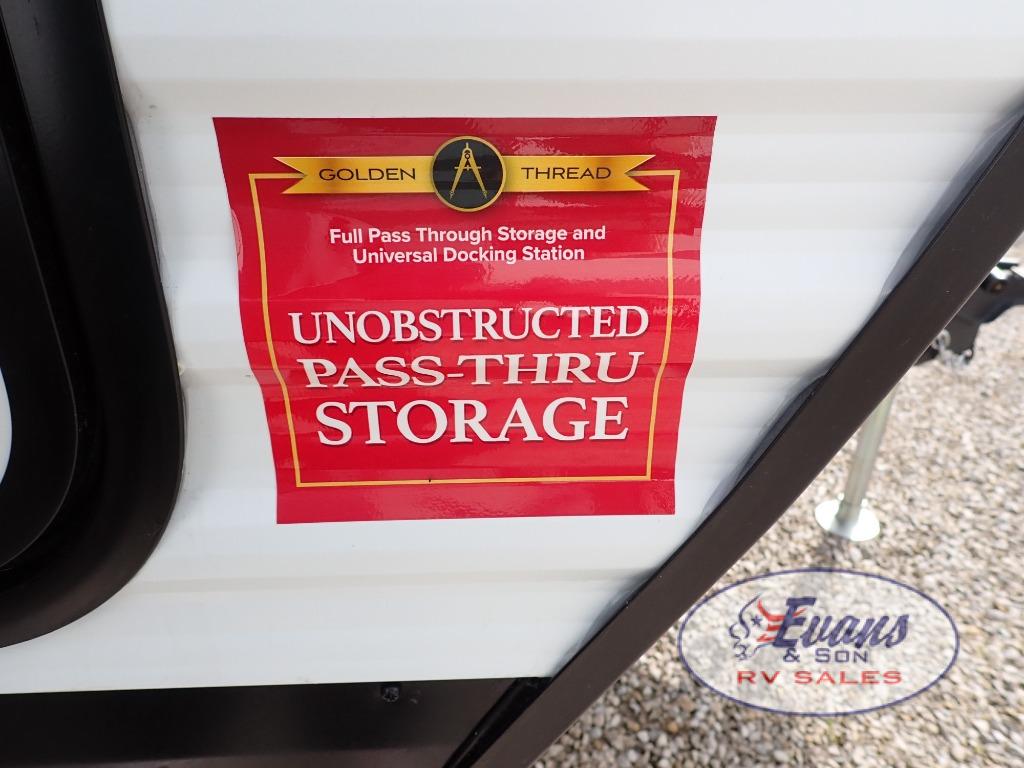 GOLDEN THREAD
Full Pass Through Storage and
Universal Docking Station
UNOBSTRUCTED
PASS-THRU
STORAGE
Evans
& SON
RV SALES